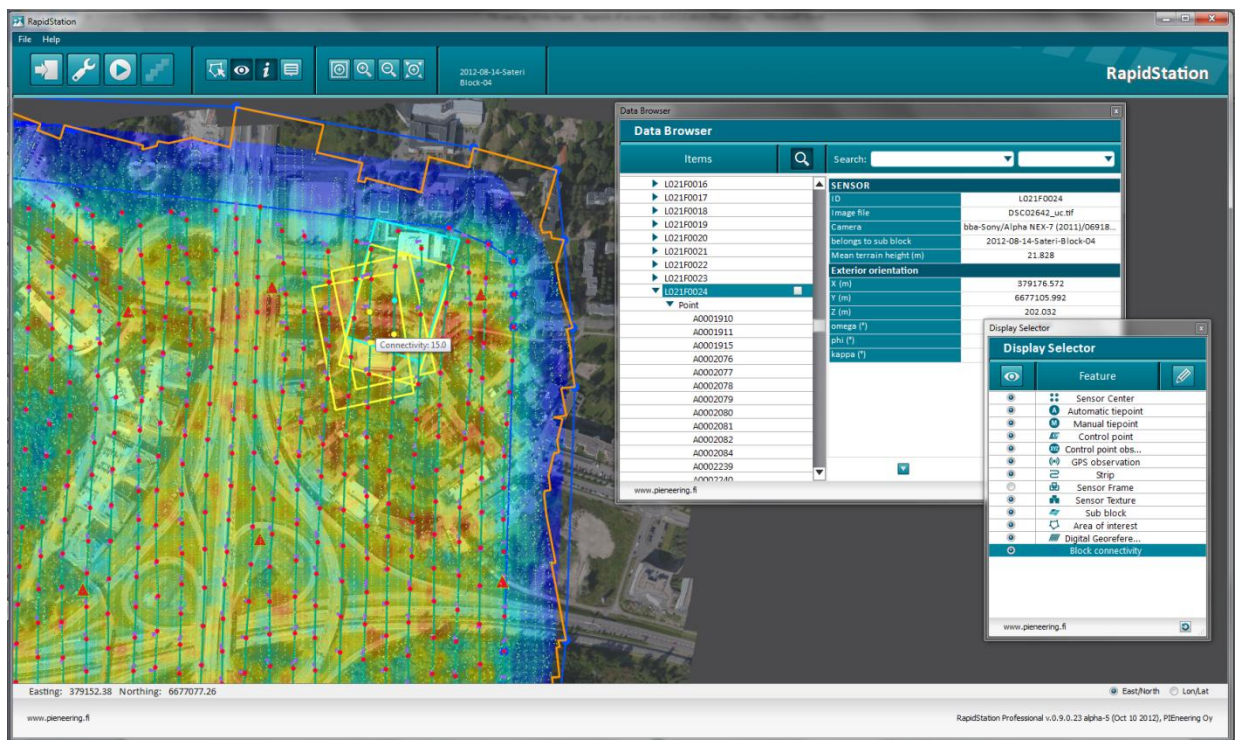 RapidStation
File Help
2012-08-14-Sateri
Block-04
RapidStation
Connectivity: 15.0
Data Browser
Data Browser
Items
Search:
L021F0016
L021F0017
L021F0018
L021F0019
L021F0020
L021F0021
L021F0022
L021F0023
L021F0024
Point
A0001910
A0001911
A0001915
A0002076
A0002077
A0002078
A0002079
A0002080
A0002081
A0002082
A0002084
A0002239
A0002240
SENSOR
ID L021F0024
Image file DSC02642_uc.tif
Camera bba-Sony/Alpha NEX-7 (2011)/06918...
belongs to sub block 2012-08-14-Sateri-Block-04
Mean terrain height (m) 21.828
Exterior orientation
X (m) 379176.572
Y (m) 6677105.992
Z (m) 202.032
omega (°)
phi (°)
kappa (°)
www.pieneering.fi
Display Selector
Display Selector
Feature
Sensor Center
Automatic tiepoint
Manual tiepoint
Control point
Control point obs...
GPS observation
Strip
Sensor Frame
Sensor Texture
Sub block
Area of interest
Digital Georefere...
Block connectivity
www.pieneering.fi
Easting: 379152.38 Northing: 6677077.26
East/North Lon/Lat
www.pieneering.fi
RapidStation Professional v.0.9.0.23 alpha-5 (Oct 10 2012), PIEneering Oy